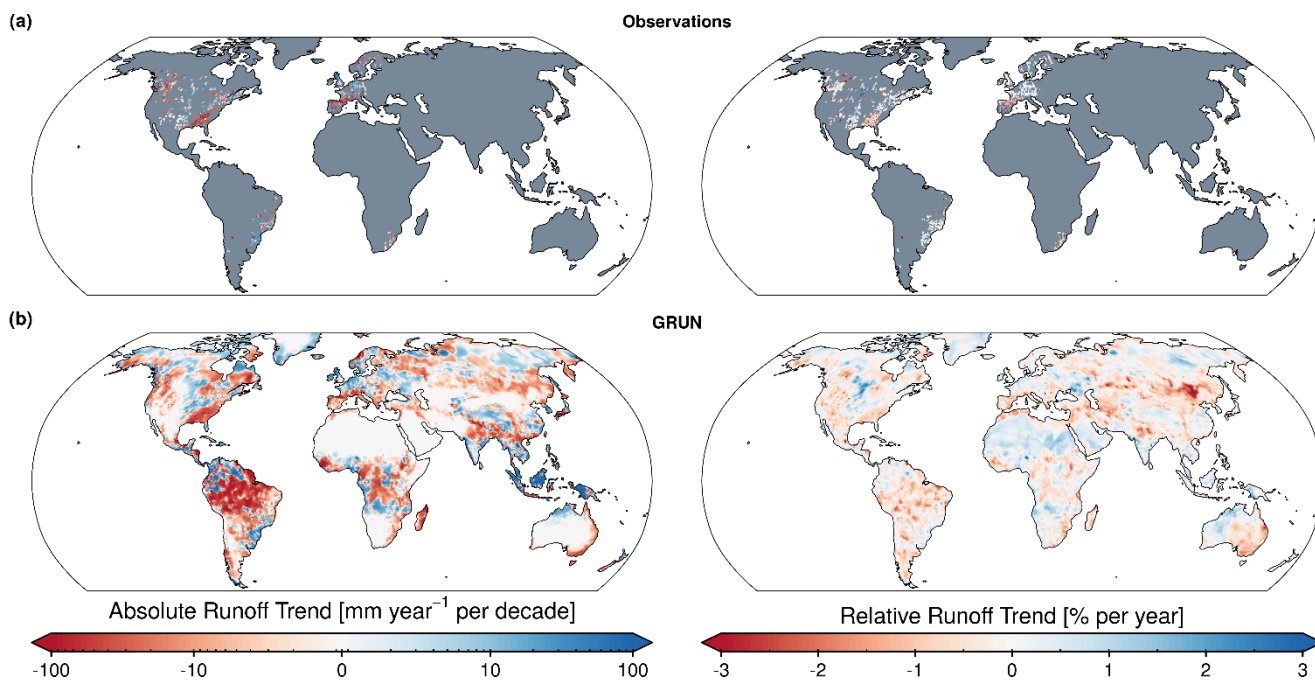 (a)
Observations
(b)
GRUN
Absolute Runoff Trend [mm year⁻¹ per decade]
Relative Runoff Trend [% per year]
-100 -10 0 10 100
-3 -2 -1 0 1 2 3